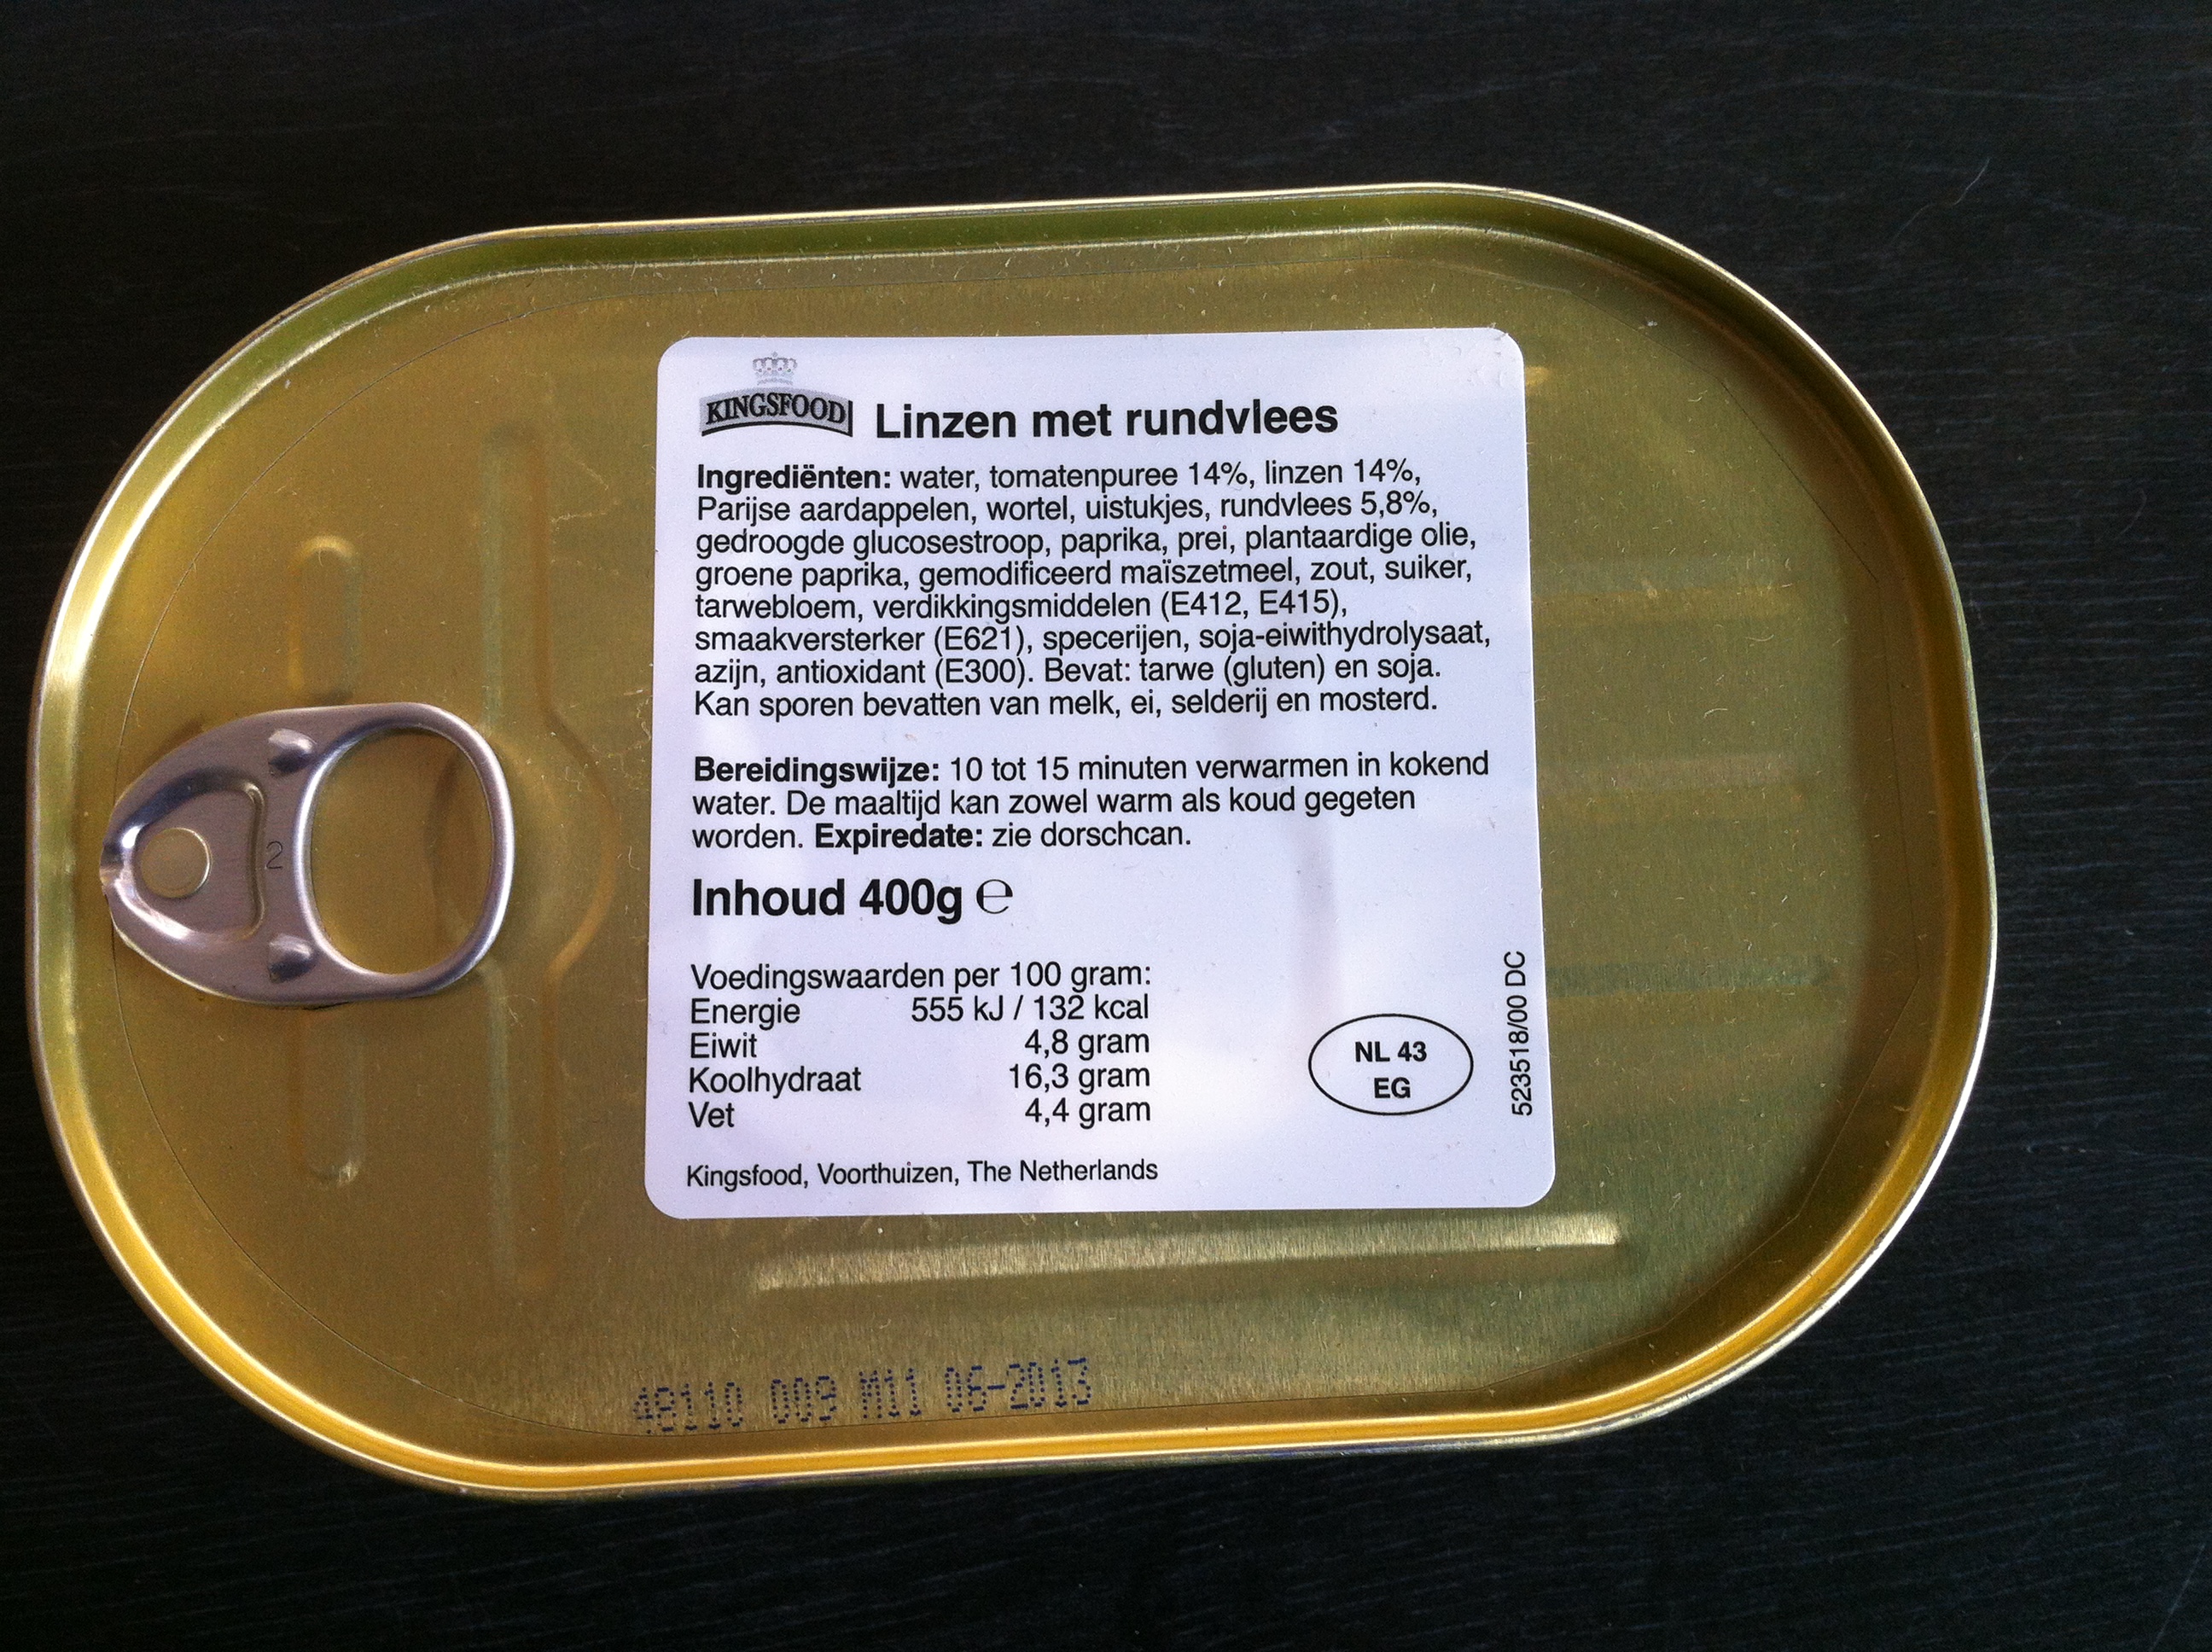 KINGSFOOD Linzen met rundvlees
Ingrediënten: water, tomatenpuree 14%, linzen 14%,
Parijse aardappelen, wortel, uistukjes, rundvlees 5,8%,
gedroogde glucosestroop, paprika, prei, plantaardige olie,
groene paprika, gemodificeerd maïszetmeel, zout, suiker,
tarwebloem, verdikkingsmiddelen (E412, E415),
smaakversterker (E621), specerijen, soja-eiwithydrolysaat,
azijn, antioxidant (E300). Bevat: tarwe (gluten) en soja.
Kan sporen bevatten van melk, ei, selderij en mosterd.
Bereidingswijze: 10 tot 15 minuten verwarmen in kokend
water. De maaltijd kan zowel warm als koud gegeten
worden. Expiredate: zie dorschcan.
Inhoud 400g ℮
Voedingswaarden per 100 gram:
Energie 555 kJ / 132 kcal
Eiwit 4,8 gram
Koolhydraat 16,3 gram
Vet 4,4 gram
NL 43
EG
523518/00 DC
Kingsfood, Voorthuizen, The Netherlands
2
48110 009 M11 06-2013